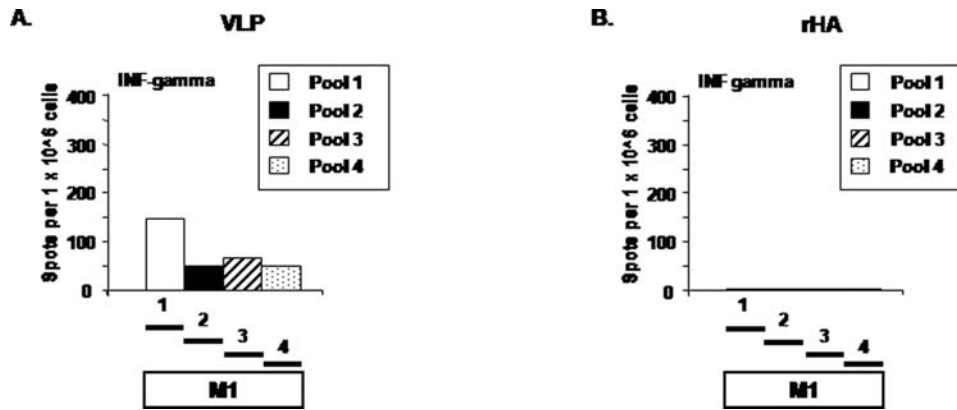 A.
VLP
INF-gamma
Pool 1
Pool 2
Pool 3
Pool 4
Spots per 1 x 10^6 cells
400
300
200
100
0
1
2
3
4
M1
B.
rHA
INF gamma
Pool 1
Pool 2
Pool 3
Pool 4
Spots per 1 x 10^6 cells
400
300
200
100
0
1
2
3
4
M1